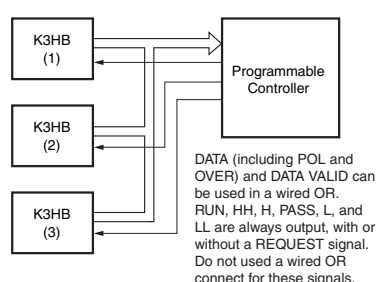 K3HB
(1)
Programmable
Controller
K3HB
(2)
K3HB
(3)
DATA (including POL and
OVER) and DATA VALID can
be used in a wired OR.
RUN, HH, H, PASS, L, and
LL are always output, with or
without a REQUEST signal.
Do not used a wired OR
connect for these signals.